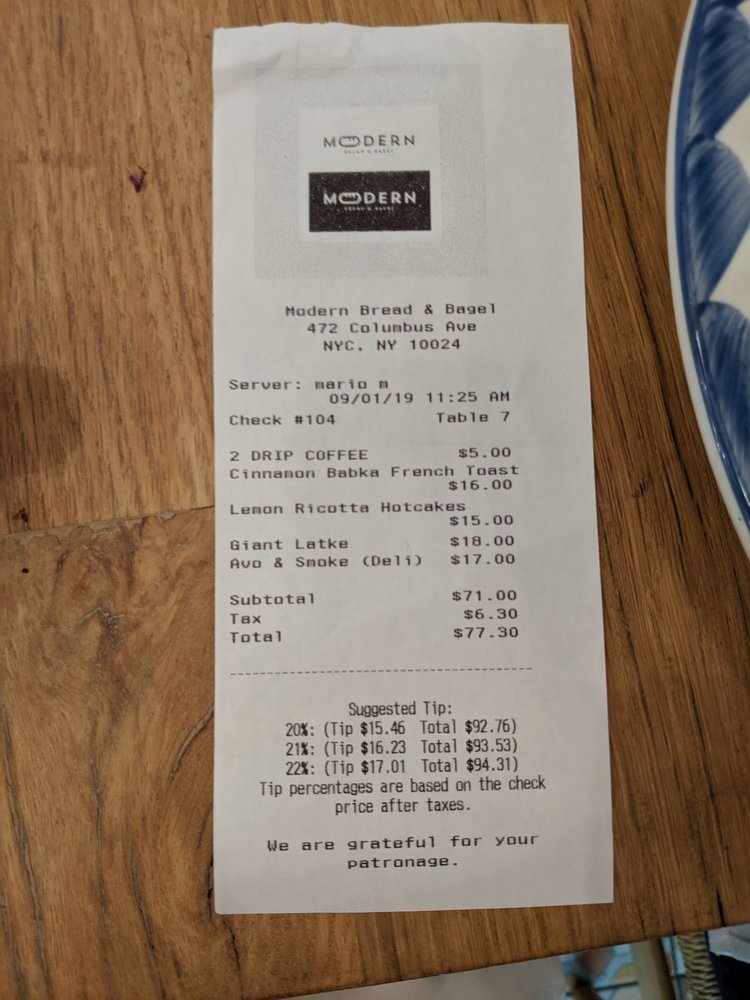 MODERN
MODERN
Modern Bread & Bagel
472 Columbus Ave
NYC, NY 10024
Server: mario m
09/01/19 11:25 AM
Check #104 Table 7
2 DRIP COFFEE $5.00
Cinnamon Babka French Toast
$16.00
Lemon Ricotta Hotcakes
$15.00
Giant Latke $18.00
Avo & Smoke (Deli) $17.00
Subtotal $71.00
Tax $6.30
Total $77.30
Suggested Tip:
20%: (Tip $15.46 Total $92.76)
21%: (Tip $16.23 Total $93.53)
22%: (Tip $17.01 Total $94.31)
Tip percentages are based on the check
price after taxes.
We are grateful for your
patronage.